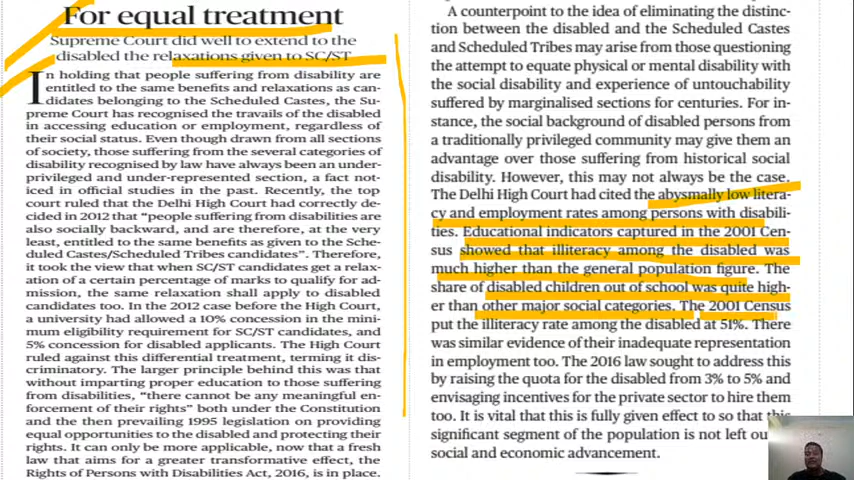 For equal treatment
Supreme Court did well to extend to the
disabled the relaxations given to SC/ST
In holding that people suffering from disability are
entitled to the same benefits and relaxations as can-
didates belonging to the Scheduled Castes, the Su-
preme Court has recognised the travails of the disabled
in accessing education or employment, regardless of
their social status. Even though drawn from all sections
of society, those suffering from the several categories of
disability recognised by law have always been an under-
privileged and under-represented section, a fact not-
iced in official studies in the past. Recently, the top
court ruled that the Delhi High Court had correctly de-
cided in 2012 that “people suffering from disabilities are
also socially backward, and are therefore, at the very
least, entitled to the same benefits as given to the Sche-
duled Castes/Scheduled Tribes candidates”. Therefore,
it took the view that when SC/ST candidates get a relax-
ation of a certain percentage of marks to qualify for ad-
mission, the same relaxation shall apply to disabled
candidates too. In the 2012 case before the High Court,
a university had allowed a 10% concession in the mini-
mum eligibility requirement for SC/ST candidates, and
5% concession for disabled applicants. The High Court
ruled against this differential treatment, terming it dis-
criminatory. The larger principle behind this was that
without imparting proper education to those suffering
from disabilities, “there cannot be any meaningful en-
forcement of their rights” both under the Constitution
and the then prevailing 1995 legislation on providing
equal opportunities to the disabled and protecting their
rights. It can only be more applicable, now that a fresh
law that aims for a greater transformative effect, the
Rights of Persons with Disabilities Act, 2016, is in place.
A counterpoint to the idea of eliminating the distinc-
tion between the disabled and the Scheduled Castes
and Scheduled Tribes may arise from those questioning
the attempt to equate physical or mental disability with
the social disability and experience of untouchability
suffered by marginalised sections for centuries. For in-
stance, the social background of disabled persons from
a traditionally privileged community may give them an
advantage over those suffering from historical social
disability. However, this may not always be the case.
The Delhi High Court had cited the abysmally low litera-
cy and employment rates among persons with disabili-
ties. Educational indicators captured in the 2001 Cen-
sus showed that illiteracy among the disabled was
much higher than the general population figure. The
share of disabled children out of school was quite high-
er than other major social categories. The 2001 Census
put the illiteracy rate among the disabled at 51%. There
was similar evidence of their inadequate representation
in employment too. The 2016 law sought to address this
by raising the quota for the disabled from 3% to 5% and
envisaging incentives for the private sector to hire them
too. It is vital that this is fully given effect to so that this
significant segment of the population is not left ou
social and economic advancement.